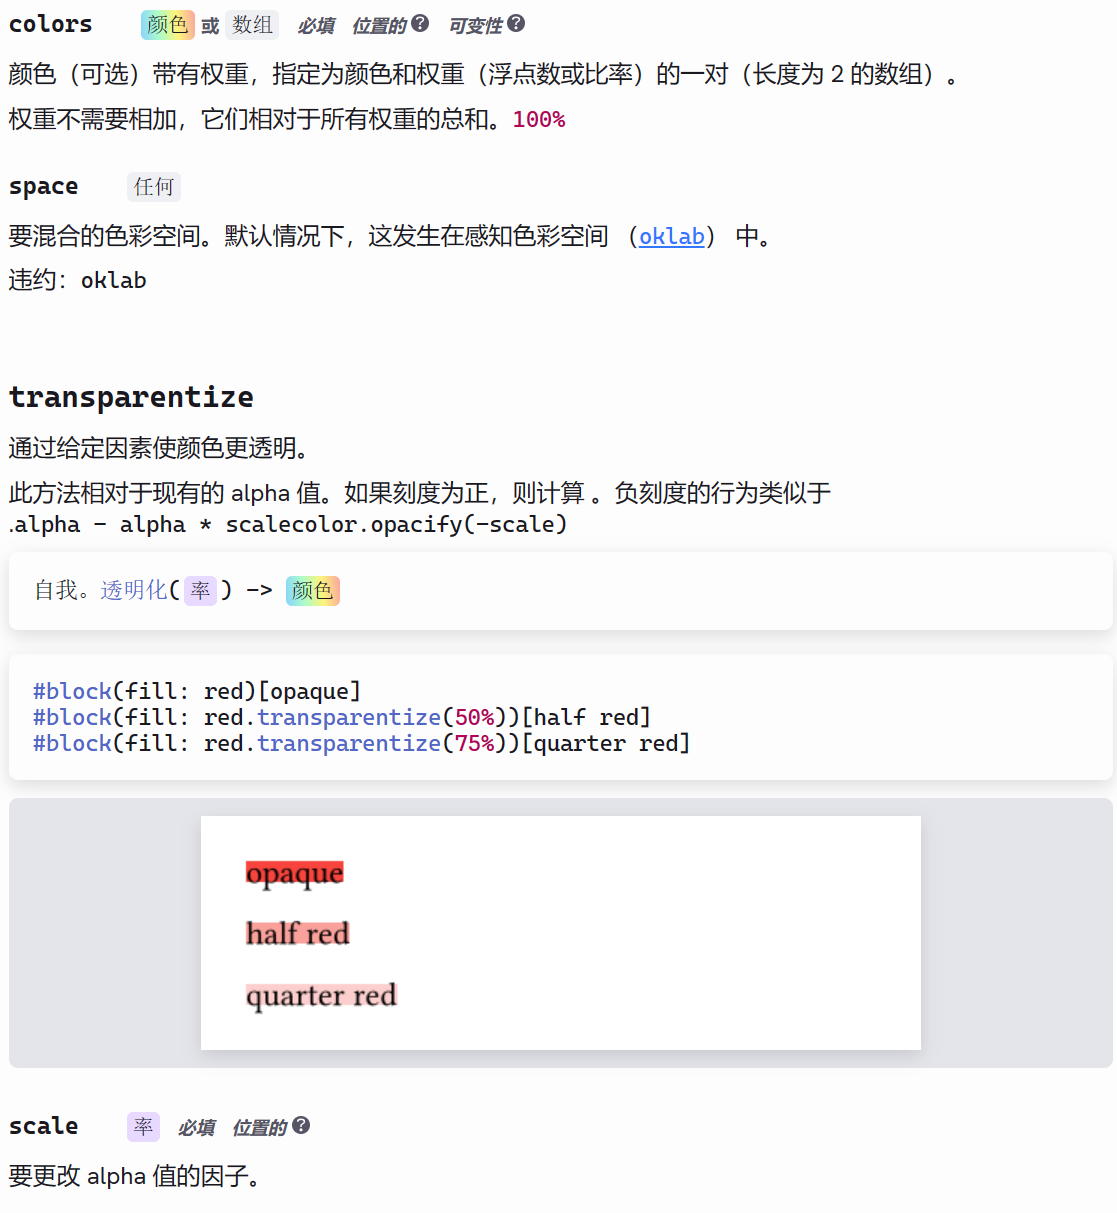 colors 颜色 或 数组 必填 位置的? 可变性?
颜色（可选）带有权重，指定为颜色和权重（浮点数或比率）的一对（长度为 2 的数组）。
权重不需要相加，它们相对于所有权重的总和。100%
space 任何
要混合的色彩空间。默认情况下，这发生在感知色彩空间 （oklab） 中。
违约：oklab
transparentize
通过给定因素使颜色更透明。
此方法相对于现有的 alpha 值。如果刻度为正，则计算 。负刻度的行为类似于
.alpha - alpha * scalecolor.opacify(-scale)
自我。透明化(率) -> 颜色
#block(fill: red)[opaque]
#block(fill: red.transparentize(50%))[half red]
#block(fill: red.transparentize(75%))[quarter red]
opaque
half red
quarter red
scale 率 必填 位置的?
要更改 alpha 值的因子。